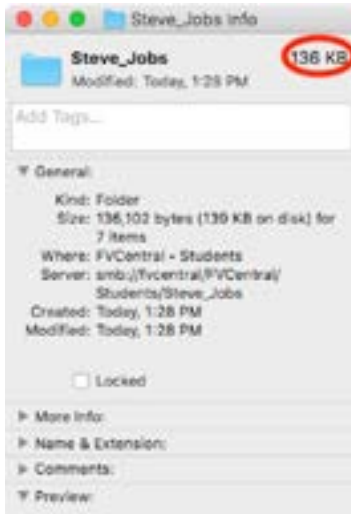 Steve_Jobs Info
Steve_Jobs 136 KB
Modified: Today, 1:28 PM
Add Tags...
General:
Kind: Folder
Size: 136,102 bytes (139 KB on disk) for
7 items
Where: FVCentral • Students
Server: smb://fvcentral/FVCentral/
Students/Steve_Jobs
Created: Today, 1:28 PM
Modified: Today, 1:28 PM
Locked
More Info:
Name & Extension:
Comments:
Preview: